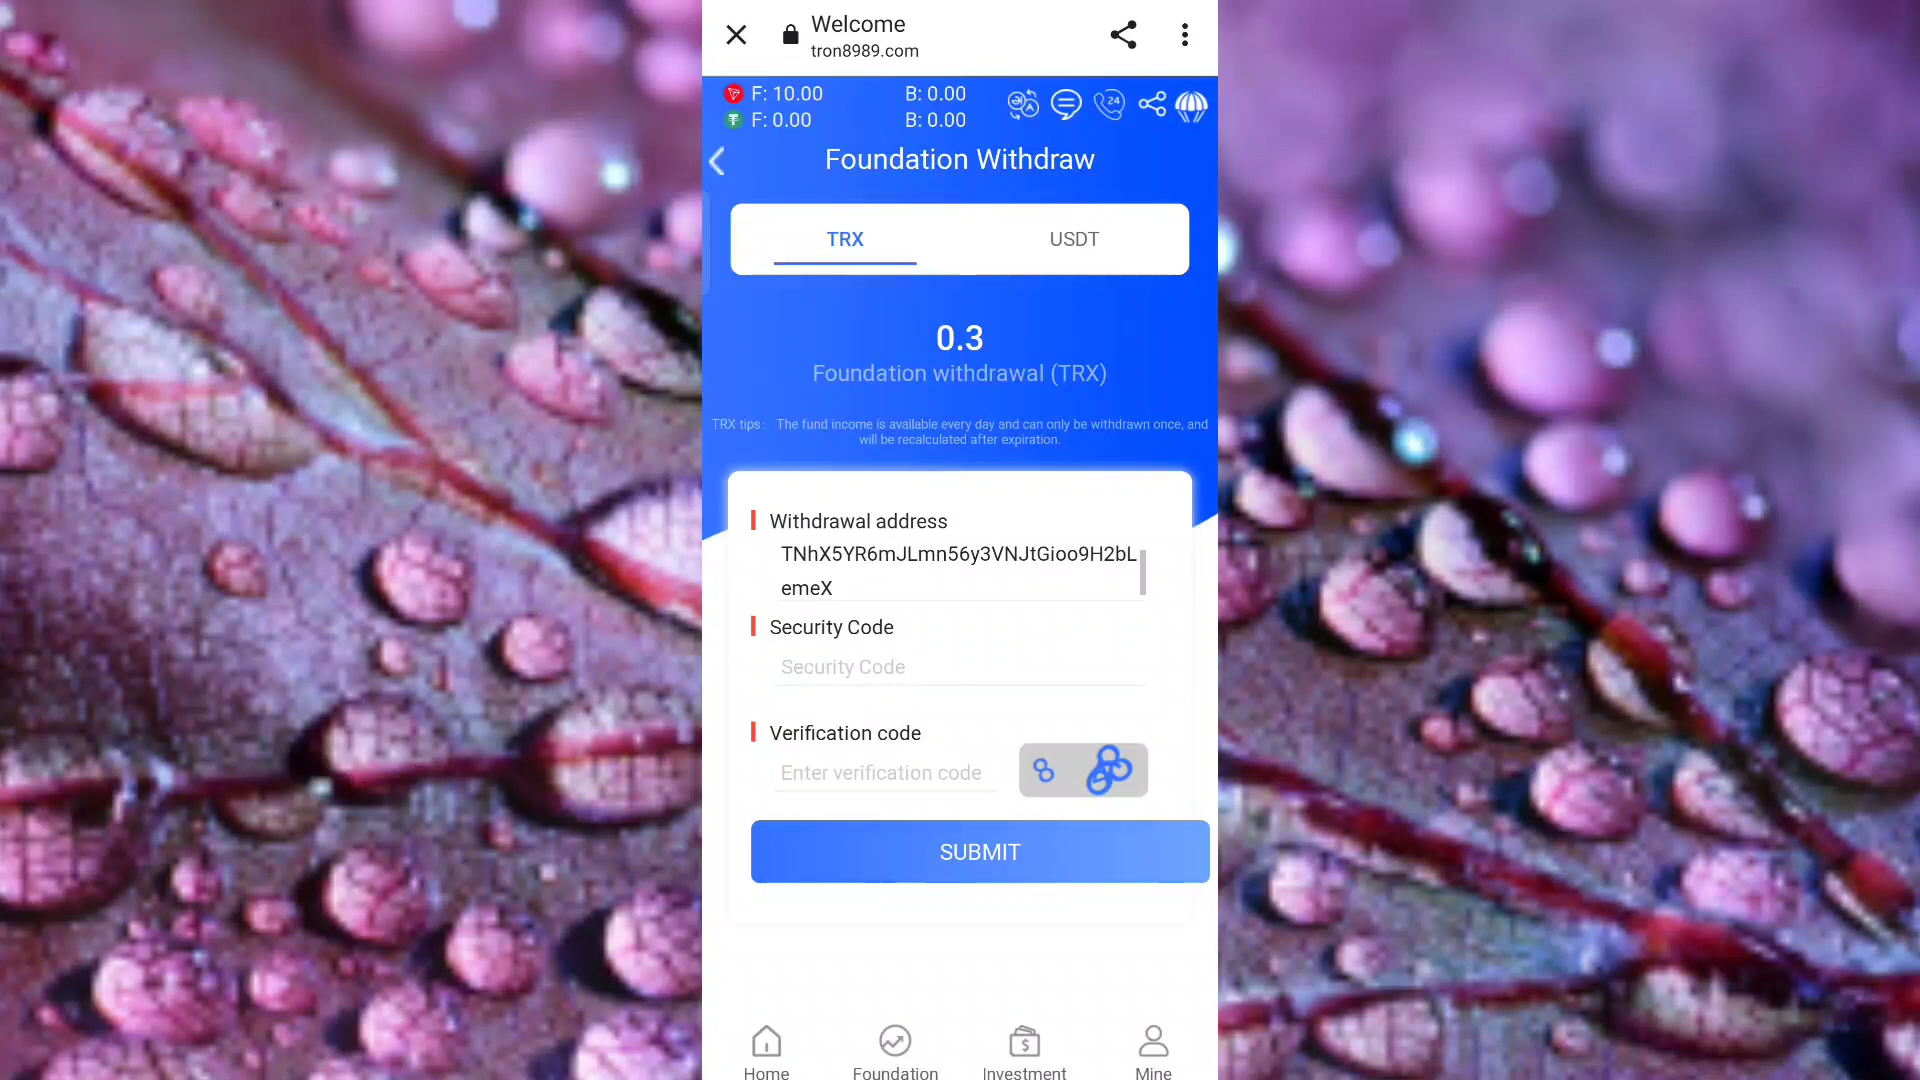 Welcome
tron8989.com
F: 10.00 B: 0.00
F: 0.00 B: 0.00
24
Foundation Withdraw
TRX USDT
0.3
Foundation withdrawal (TRX)
TRX tips: The fund income is available every day and can only be withdrawn once, and
will be recalculated after expiration.
Withdrawal address
TNhX5YR6mJLmn56y3VNJtGioo9H2bL
emeX
Security Code
Security Code
Verification code
Enter verification code
SUBMIT
Home Foundation Investment Mine